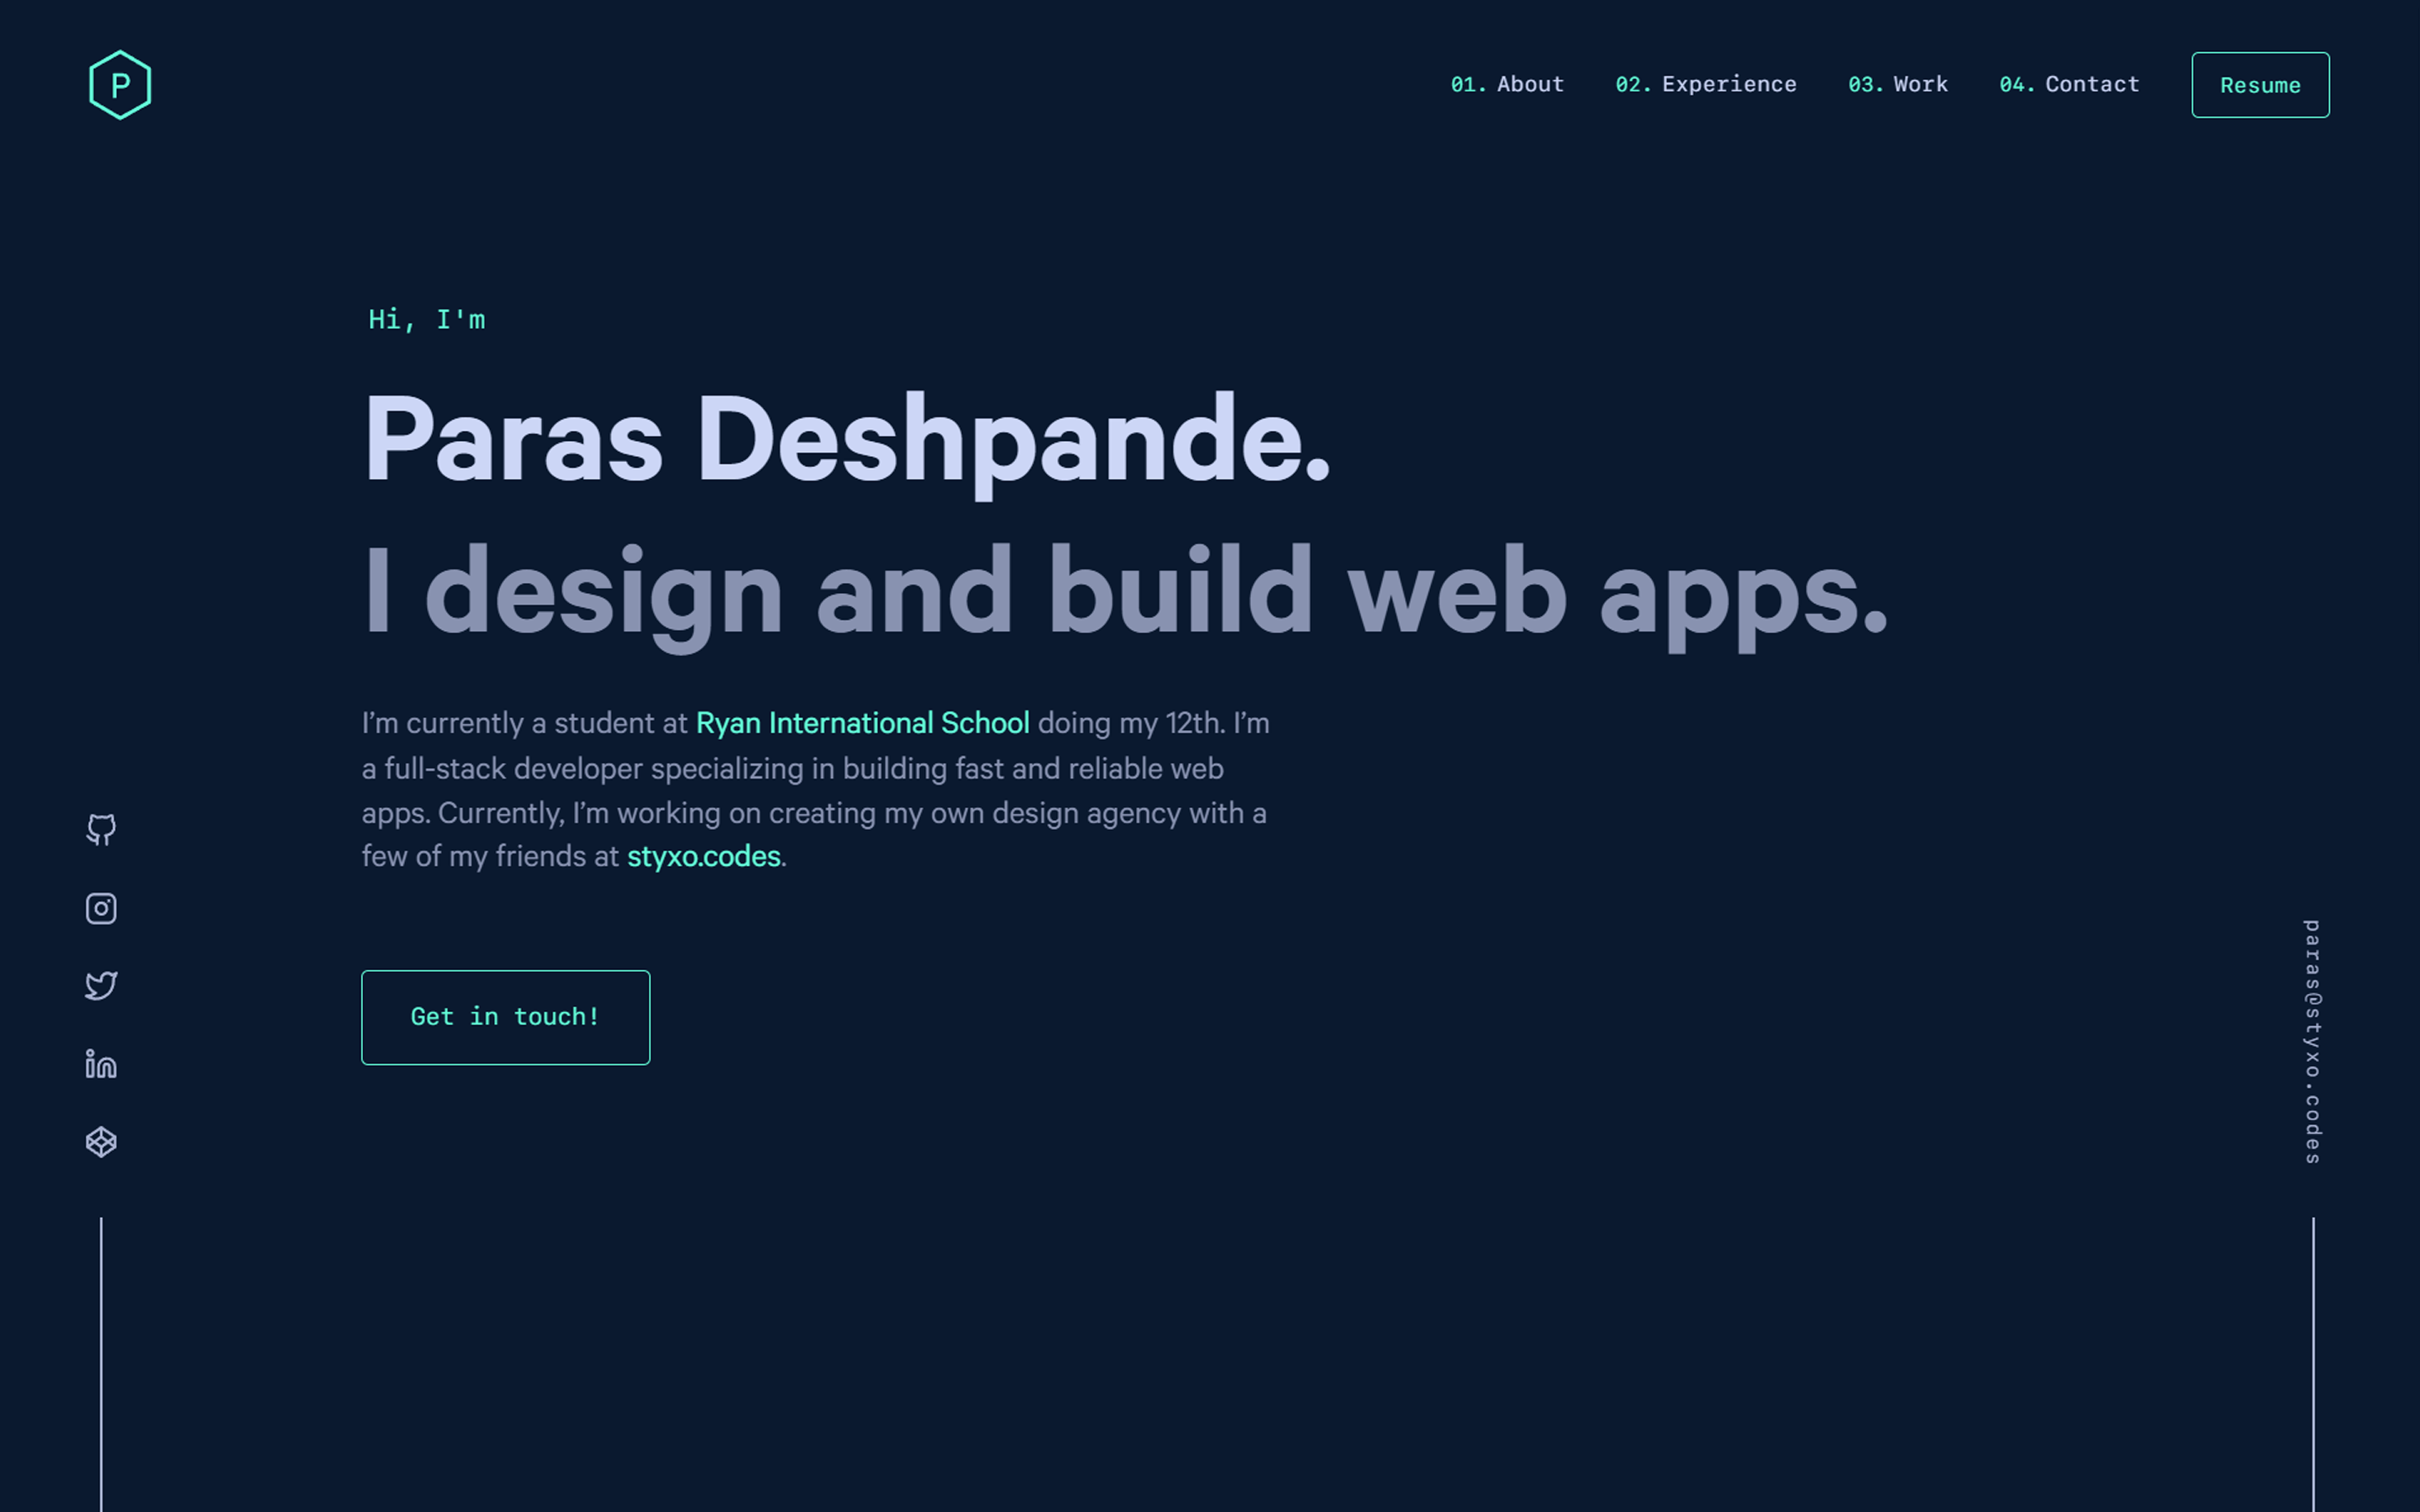 P
01. About 02. Experience 03. Work 04. Contact Resume
Hi, I'm
Paras Deshpande.
I design and build web apps.
I’m currently a student at Ryan International School doing my 12th. I’m
a full-stack developer specializing in building fast and reliable web
apps. Currently, I’m working on creating my own design agency with a
few of my friends at styxo.codes.
Get in touch!
paras@styxo.codes